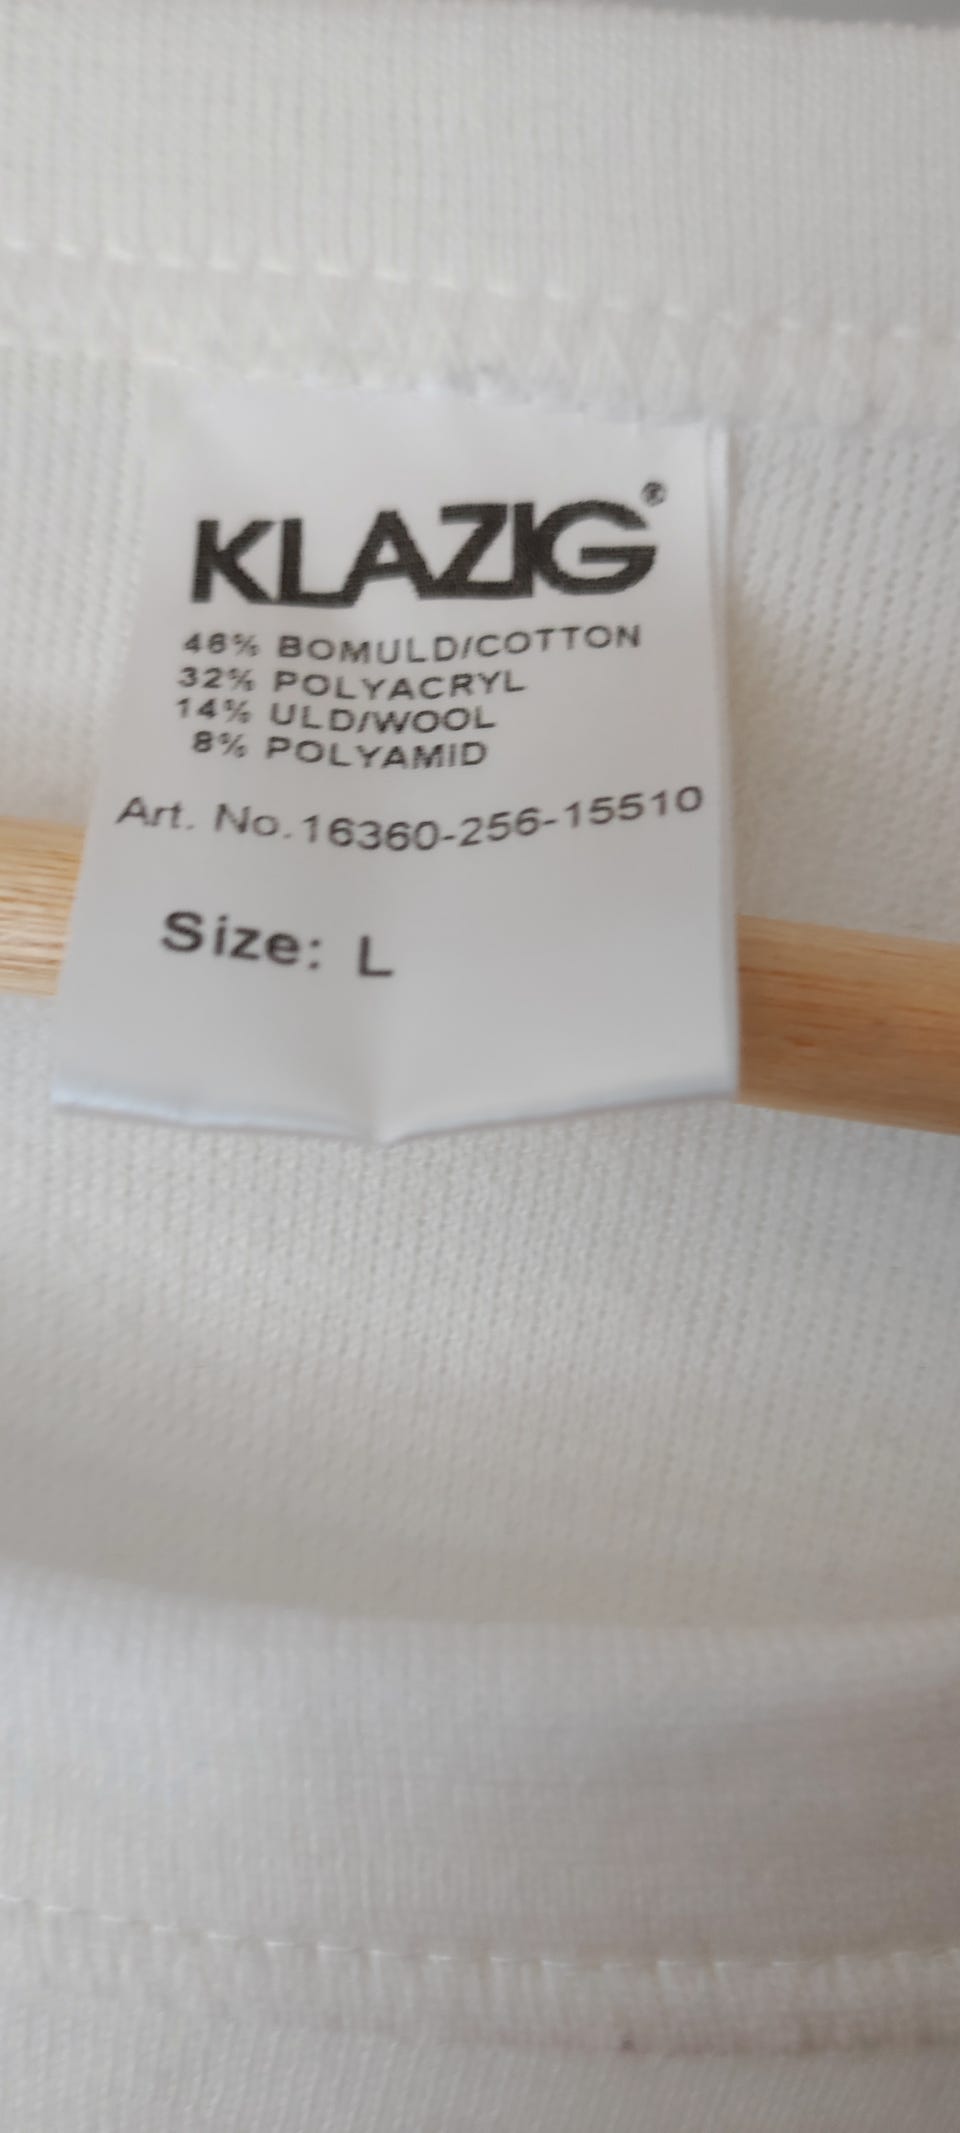 KLAZIG®
46% BOMULD/COTTON
32% POLYACRYL
14% ULD/WOOL
8% POLYAMID
Art. No.16360-256-15510
Size: L